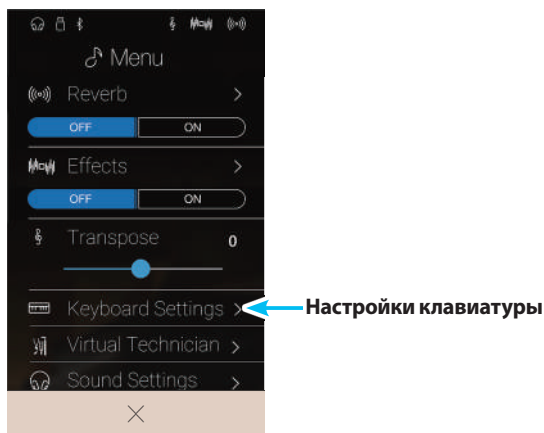 Menu
Reverb
OFF ON
Effects
OFF ON
Transpose 0
Keyboard Settings
Настройки клавиатуры
Virtual Technician
Sound Settings